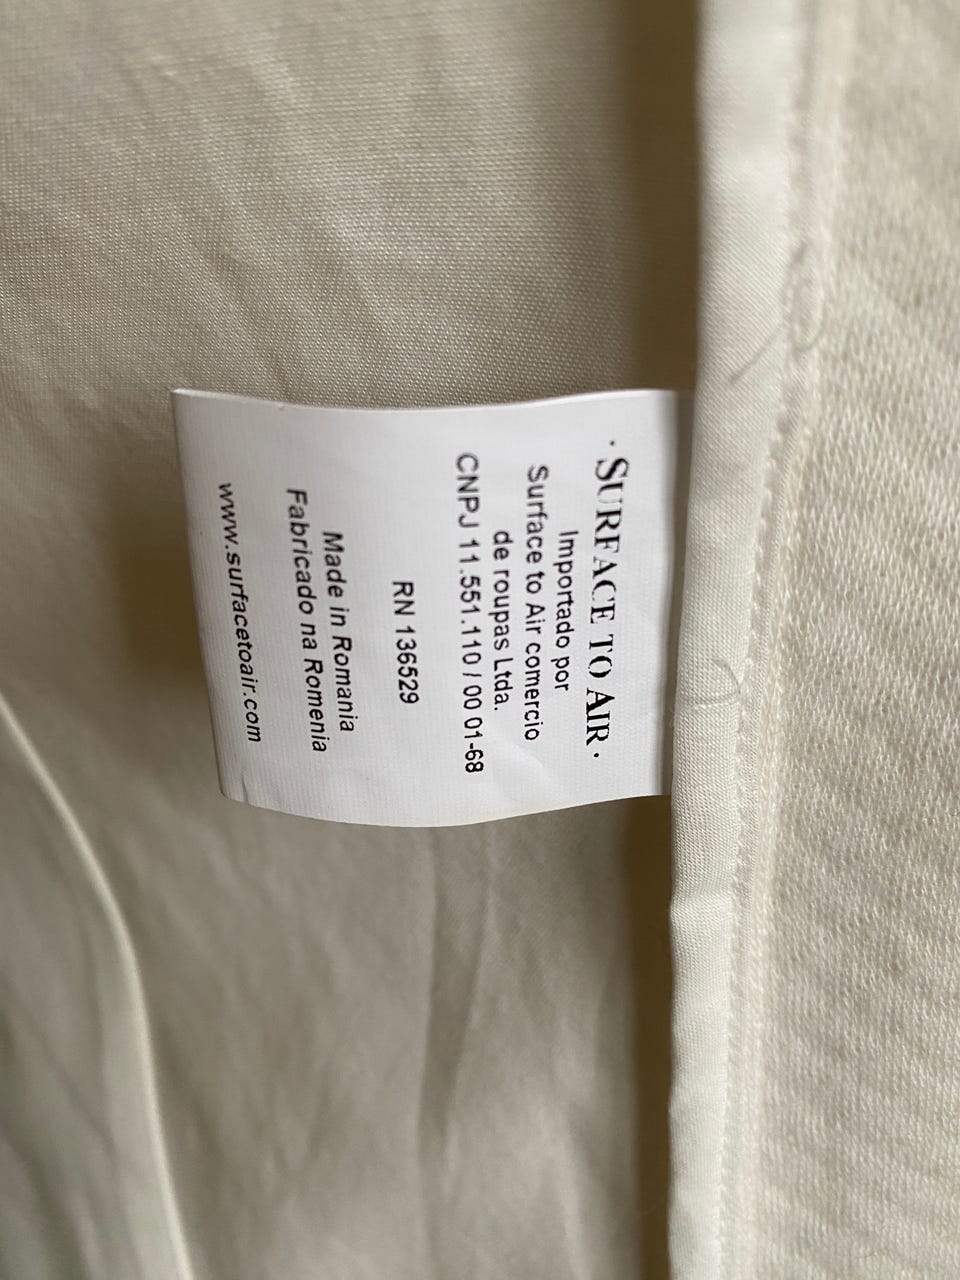 · SURFACE TO AIR ·
Importado por
Surface to Air comercio
de roupas Ltda.
CNPJ 11.551.110 / 00 01-68
RN 136529
Made in Romania
Fabricado na Romenia
www.surfacetoair.com